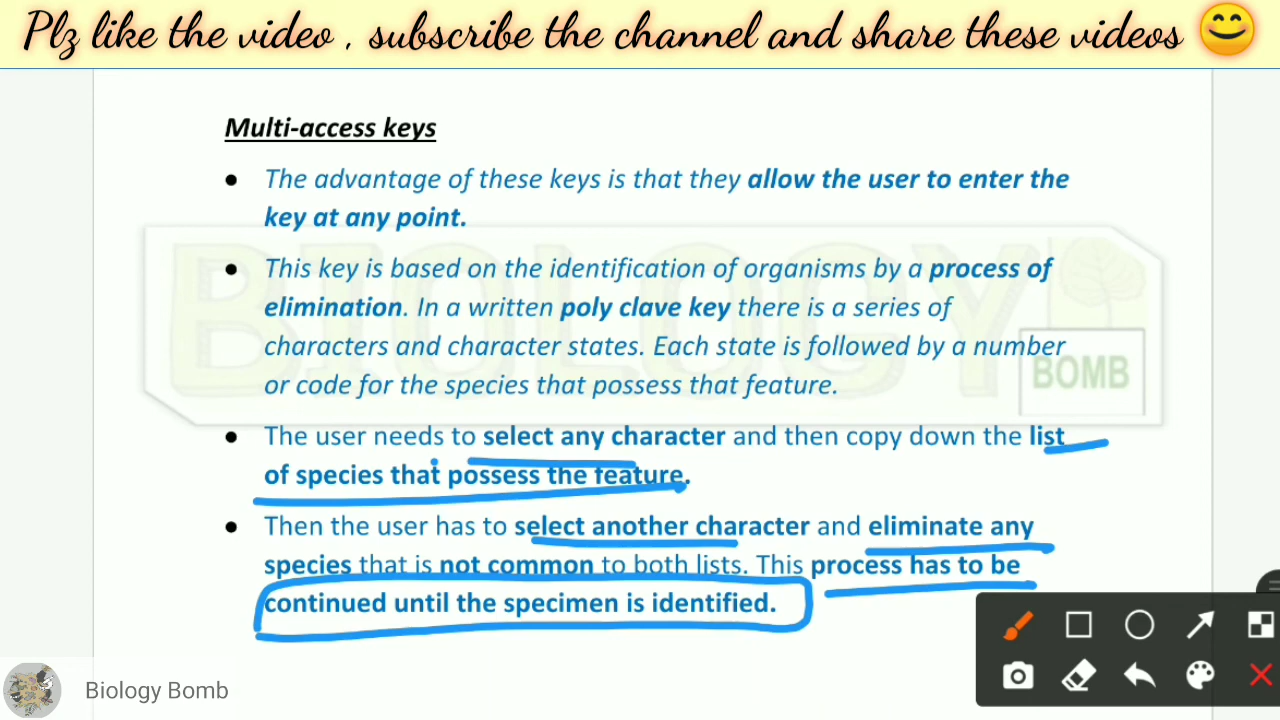 Plz like the video , subscribe the channel and share these videos 😊
Multi-access keys
• The advantage of these keys is that they allow the user to enter the
key at any point.
• This key is based on the identification of organisms by a process of
elimination. In a written poly clave key there is a series of
characters and character states. Each state is followed by a number
or code for the species that possess that feature.
BIOLOGY
BOMB
• The user needs to select any character and then copy down the list
of species that possess the feature.
• Then the user has to select another character and eliminate any
species that is not common to both lists. This process has to be
continued until the specimen is identified.
Biology Bomb